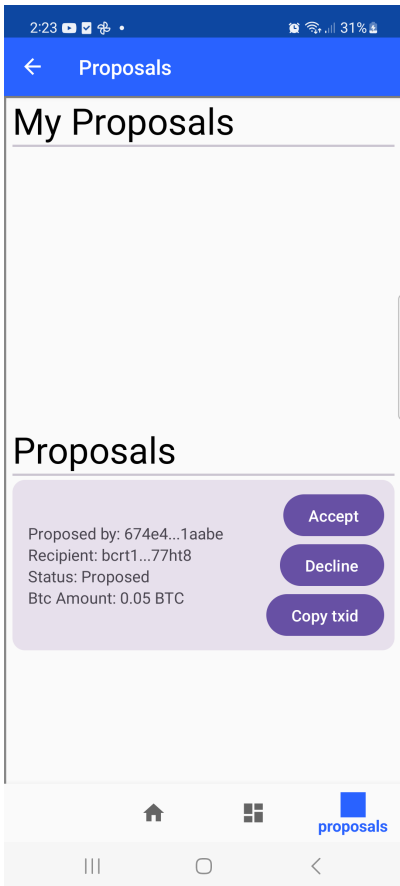 2:23
31%
Proposals
My Proposals
Proposals
Proposed by: 674e4...1aabe
Recipient: bcrt1...77ht8
Status: Proposed
Btc Amount: 0.05 BTC
Accept
Decline
Copy txid
proposals